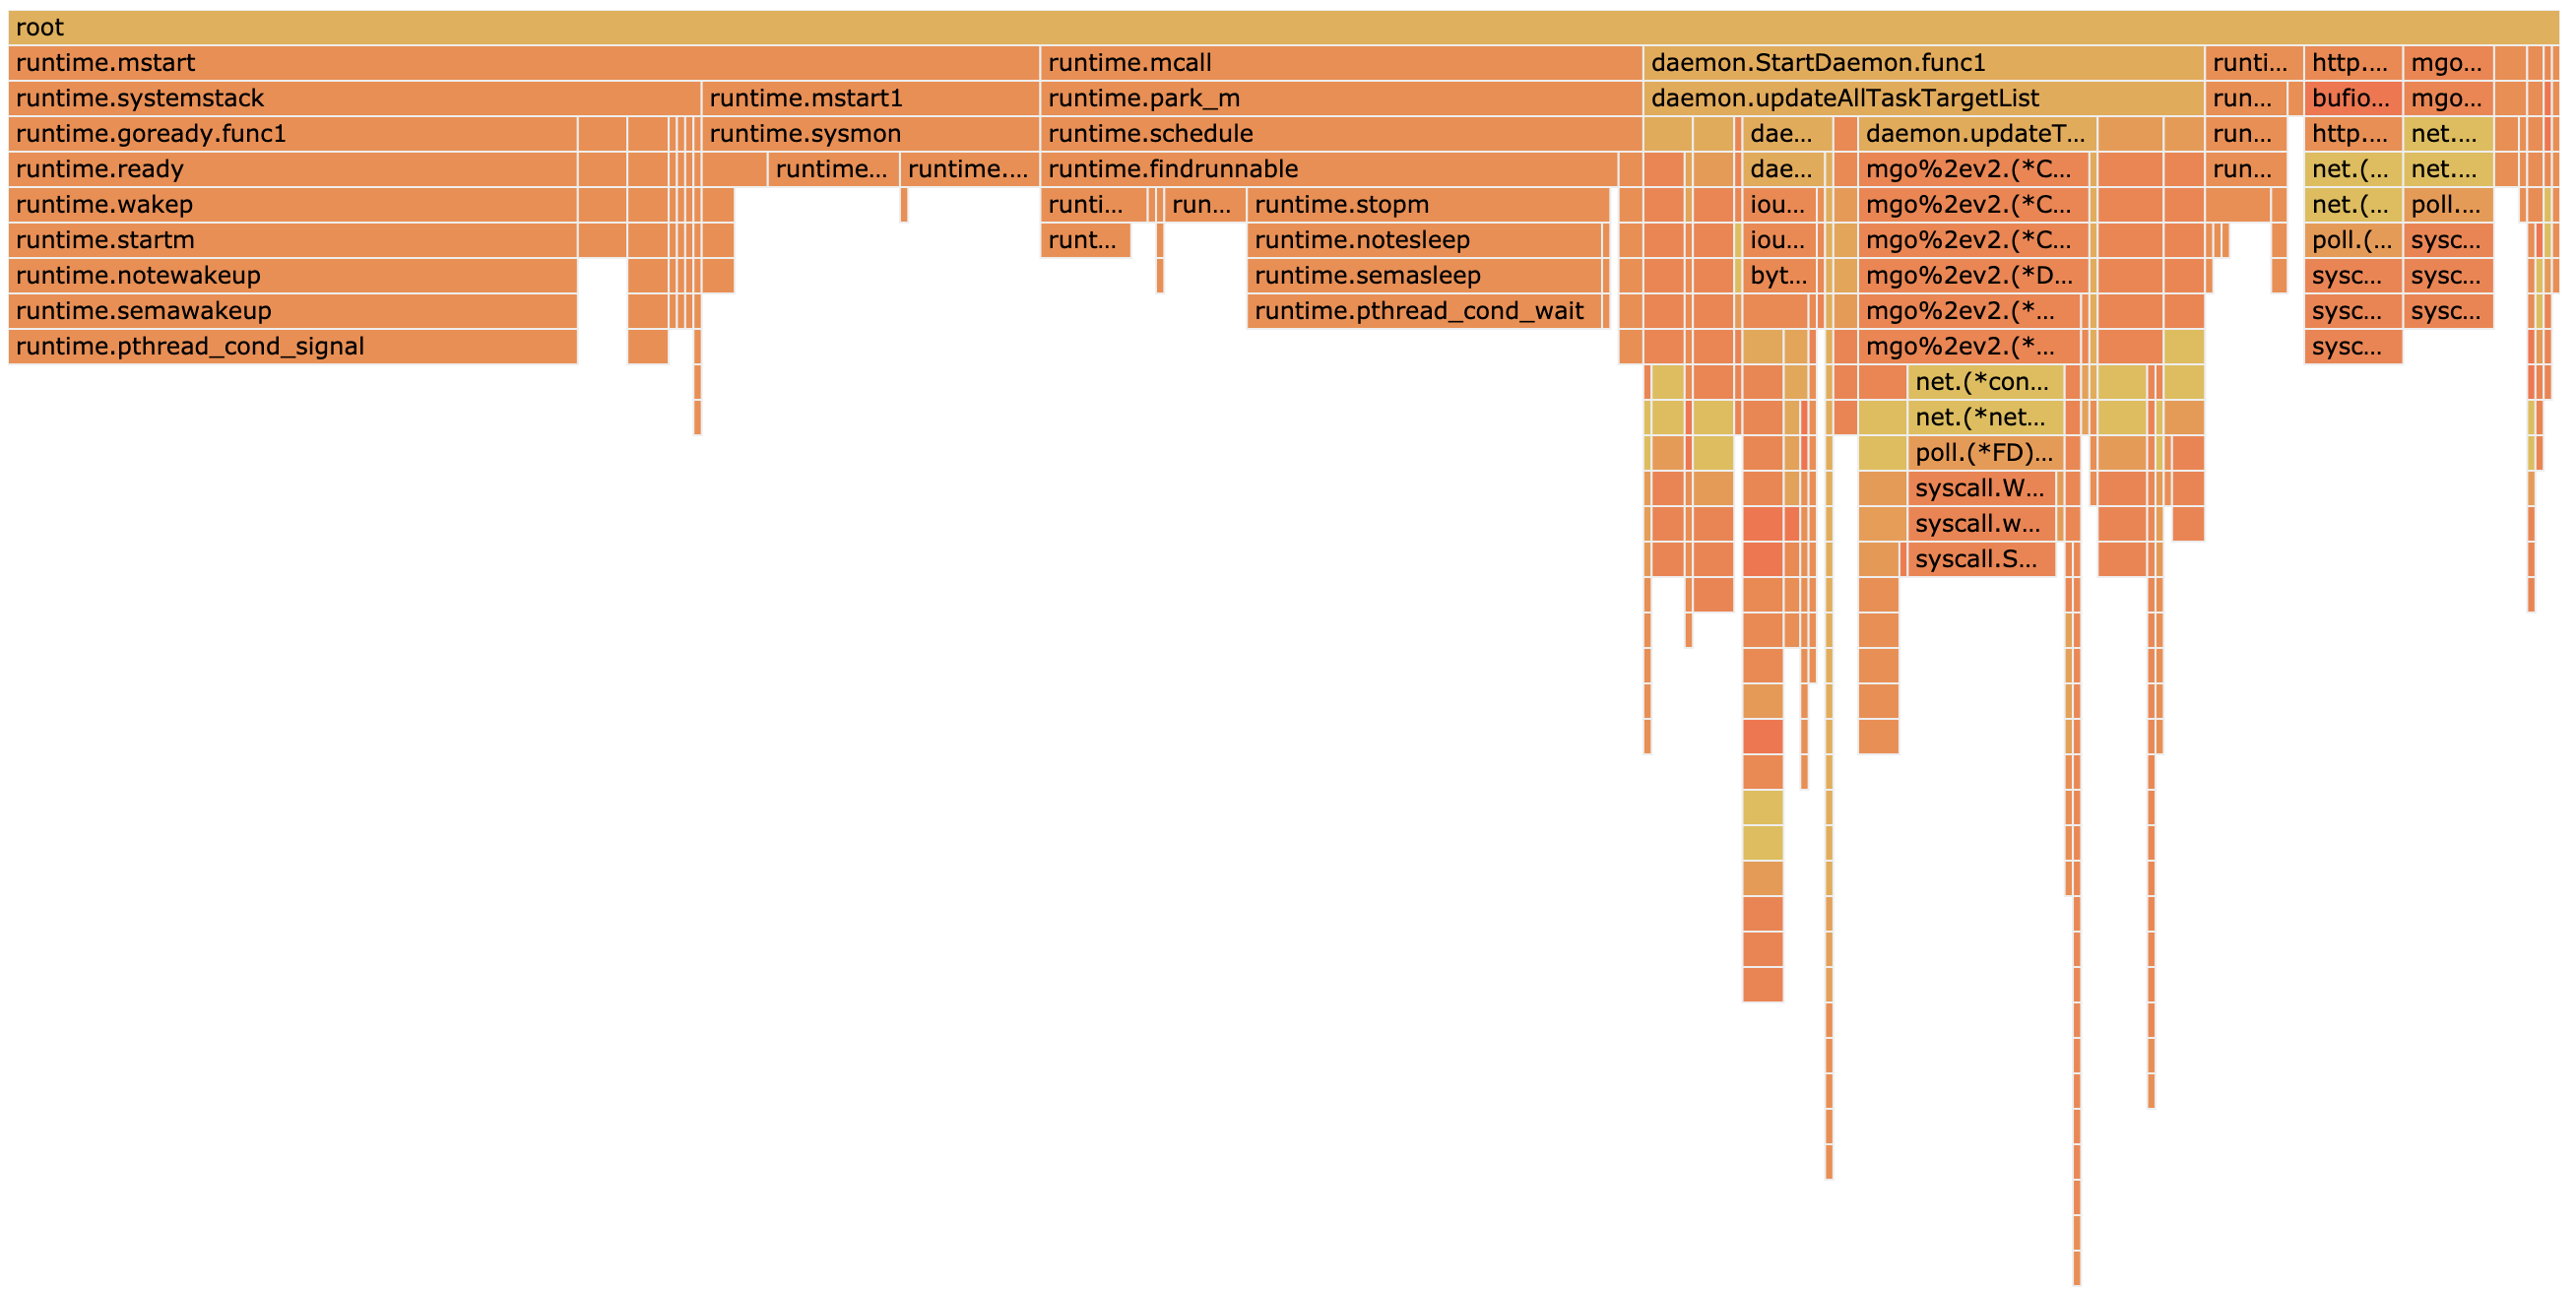 root
runtime.mstart runtime.mcall daemon.StartDaemon.func1 runti... http.... mgo...
runtime.systemstack runtime.mstart1 runtime.park_m daemon.updateAllTaskTargetList run... bufio... mgo...
runtime.goready.func1 runtime.sysmon runtime.schedule dae... daemon.updateT... run... http.... net....
runtime.ready runtime... runtime.... runtime.findrunnable dae... mgo%2ev2.(*C... run... net.(... net....
runtime.wakep runti... run... runtime.stopm iou... mgo%2ev2.(*C... net.(... poll....
runtime.startm runt... runtime.notesleep iou... mgo%2ev2.(*C... poll.(... sysc...
runtime.notewakeup runtime.semasleep byt... mgo%2ev2.(*D... sysc... sysc...
runtime.semawakeup runtime.pthread_cond_wait mgo%2ev2.(*... sysc... sysc...
runtime.pthread_cond_signal mgo%2ev2.(*... sysc...
net.(*con...
net.(*net...
poll.(*FD)...
syscall.W...
syscall.w...
syscall.S...